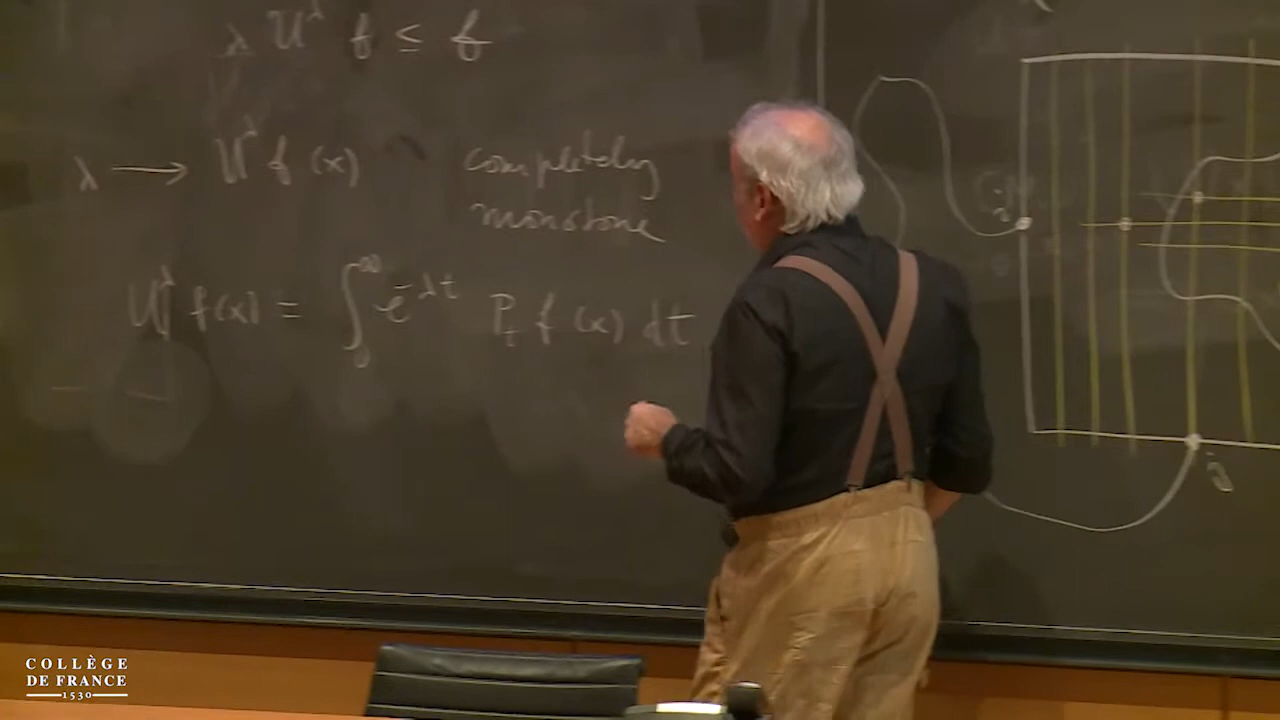 λ U^λ f ≤ f
λ → U^λ f (x) completely
monotone
U^λ f(x) = ∫_0^∞ e^{-λt} P_t f (x) dt
j
COLLÈGE
DE FRANCE
1530